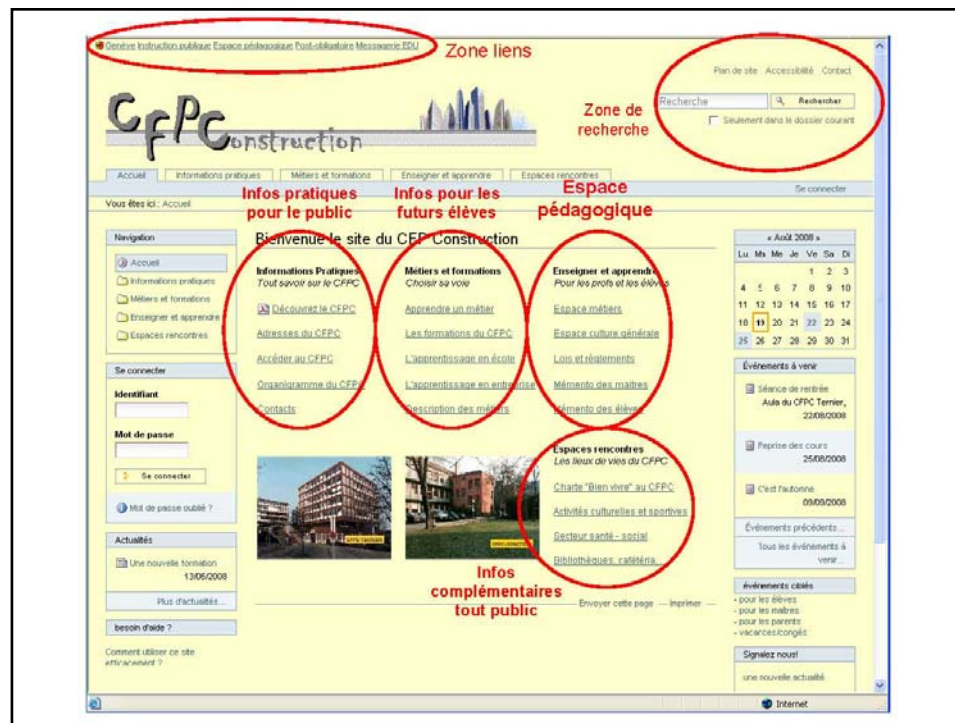 Genève Instruction publique Espace pédagogique Post-obligatoire Messagerie EDU
Zone liens
Plan de site Accessibilité Contact
Zone de
recherche
Recherche
Rechercher
Seulement dans le dossier courant
CFPConstruction
Accueil Informations pratiques Métiers et formations Enseigner et apprendre Espaces rencontres
Se connecter
Vous êtes ici : Accueil
Infos pratiques
pour le public
Infos pour les
futurs élèves
Espace
pédagogique
Navigation
Accueil
Informations pratiques
Métiers et formations
Enseigner et apprendre
Espaces rencontres
Se connecter
Identifiant
Mot de passe
Se connecter
Mot de passe oublié ?
Actualités
Une nouvelle formation
13/06/2008
Plus d'actualités...
besoin d'aide ?
Comment utiliser ce site
efficacement ?
Bienvenue le site du CFP Construction
Informations Pratiques
Tout savoir sur le CFPC
Découvrez le CFPC
Adresses du CFPC
Accéder au CFPC
Organigramme du CFPC
Contacts
Métiers et formations
Choisir sa voie
Apprendre un métier
Les formations du CFPC
L'apprentissage en école
L'apprentissage en entreprise
Description des métiers
Enseigner et apprendre
Pour les profs et les élèves
Espace métiers
Espace culture générale
Lois et règlements
Mémento des maitres
Mémento des élèves
Espaces rencontres
Les lieux de vies du CFPC
Charte "Bien vivre" au CFPC
Activités culturelles et sportives
Secteur santé - social
Bibliothèques, cafétéria, ...
Infos
complémentaires
tout public
Envoyer cette page — Imprimer —
« Août 2008 »
Lu Ma Me Je Ve Sa Di
1 2 3
4 5 6 7 8 9 10
11 12 13 14 15 16 17
18 19 20 21 22 23 24
25 26 27 28 29 30 31
Événements à venir
Séance de rentrée
Aula du CFPC Ternier,
22/08/2008
Reprise des cours
25/08/2008
C'est l'automne
09/09/2008
Événements précédents...
Tous les événements à
venir...
événements ciblés
- pour les élèves
- pour les maitres
- pour les parents
- vacances/congés
Signalez nous!
une nouvelle actualité
Internet